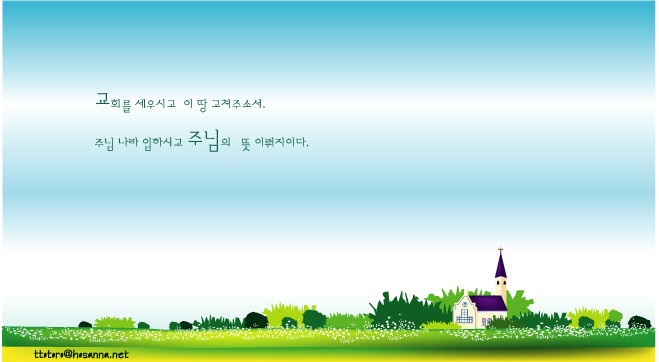 교회를 세우시고 이 땅 고쳐주소서.
주님 나라 임하시고 주님의 뜻 이뤄지이다.
ttotoro@hosanna.net